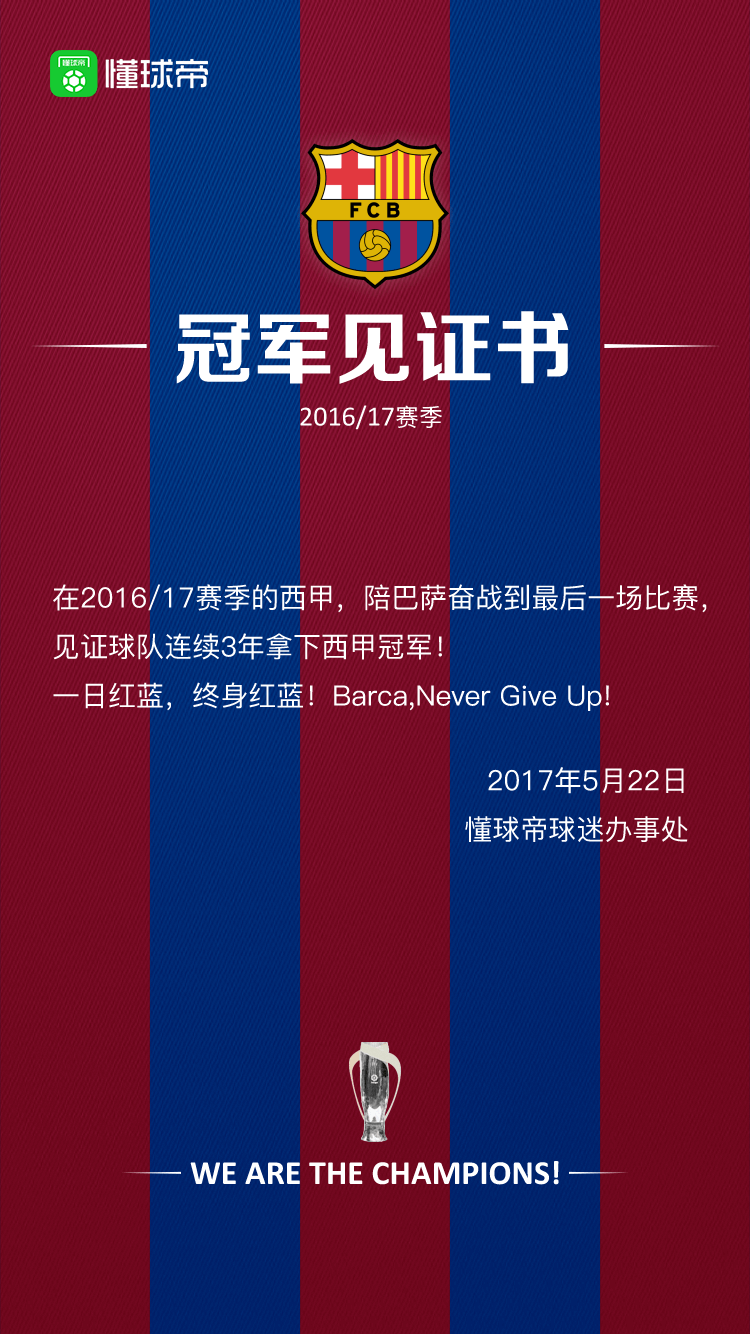 懂球帝
懂球帝
FCB
冠军见证书
2016/17赛季
在2016/17赛季的西甲，陪巴萨奋战到最后一场比赛，
见证球队连续3年拿下西甲冠军！
一日红蓝，终身红蓝！Barca,Never Give Up!
2017年5月22日
懂球帝球迷办事处
WE ARE THE CHAMPIONS!